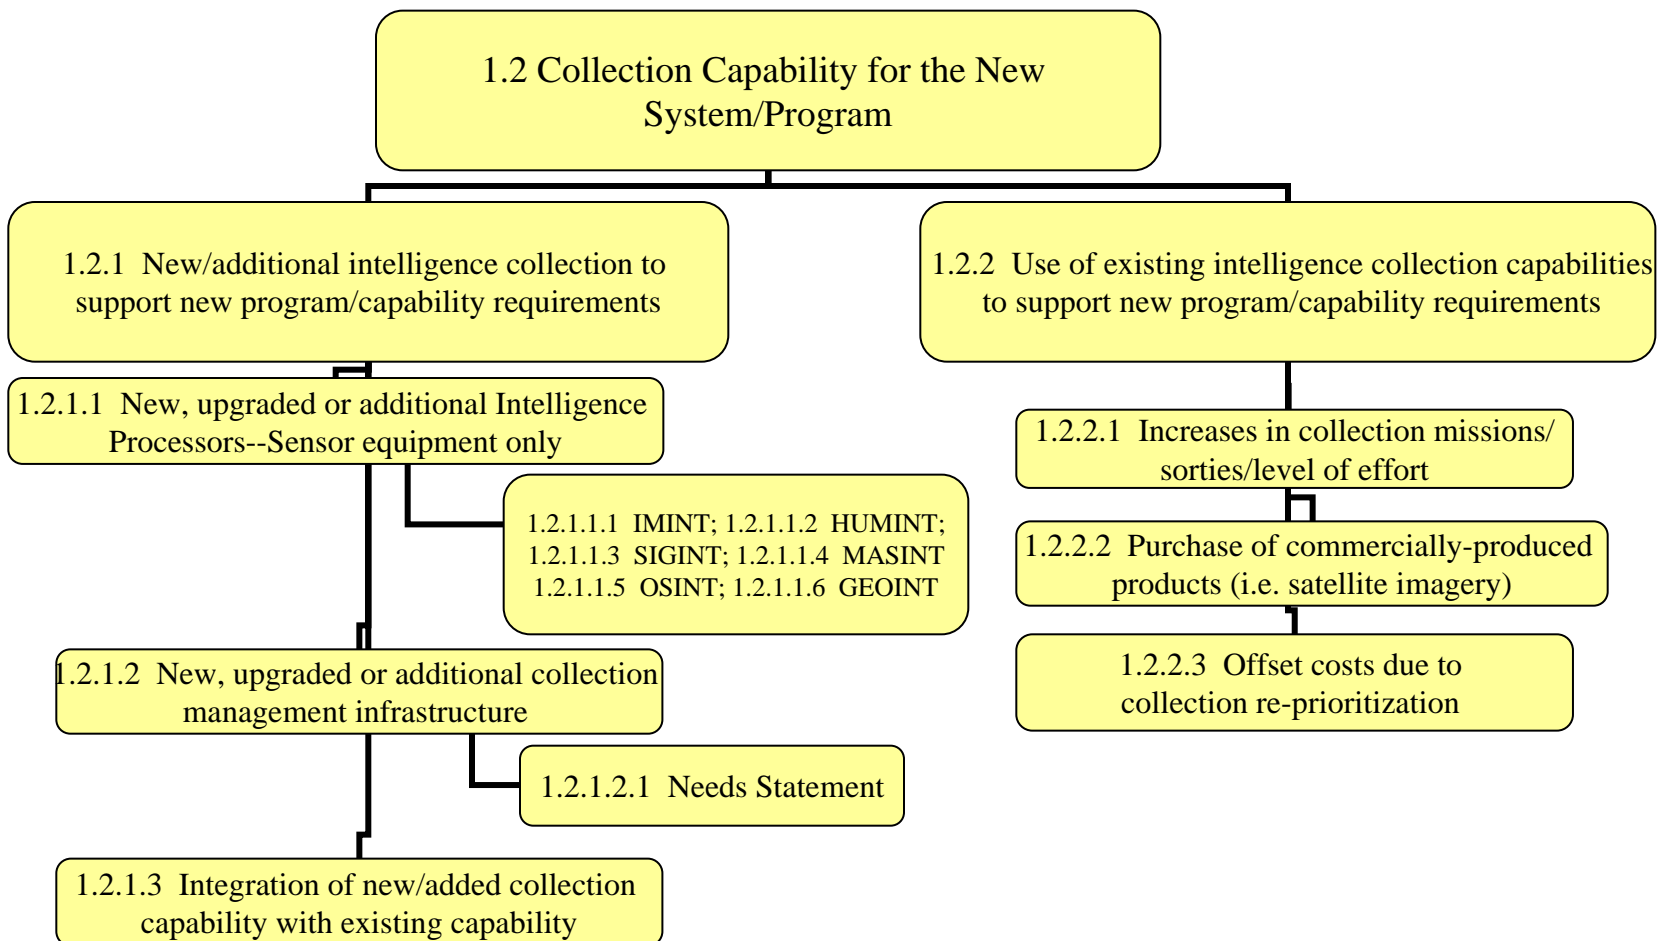 1.2 Collection Capability for the New
System/Program
1.2.1 New/additional intelligence collection to
support new program/capability requirements
1.2.2 Use of existing intelligence collection capabilities
to support new program/capability requirements
1.2.1.1 New, upgraded or additional Intelligence
Processors--Sensor equipment only
1.2.1.1.1 IMINT; 1.2.1.1.2 HUMINT;
1.2.1.1.3 SIGINT; 1.2.1.1.4 MASINT
1.2.1.1.5 OSINT; 1.2.1.1.6 GEOINT
1.2.1.2 New, upgraded or additional collection
management infrastructure
1.2.1.2.1 Needs Statement
1.2.1.3 Integration of new/added collection
capability with existing capability
1.2.2.1 Increases in collection missions/
sorties/level of effort
1.2.2.2 Purchase of commercially-produced
products (i.e. satellite imagery)
1.2.2.3 Offset costs due to
collection re-prioritization